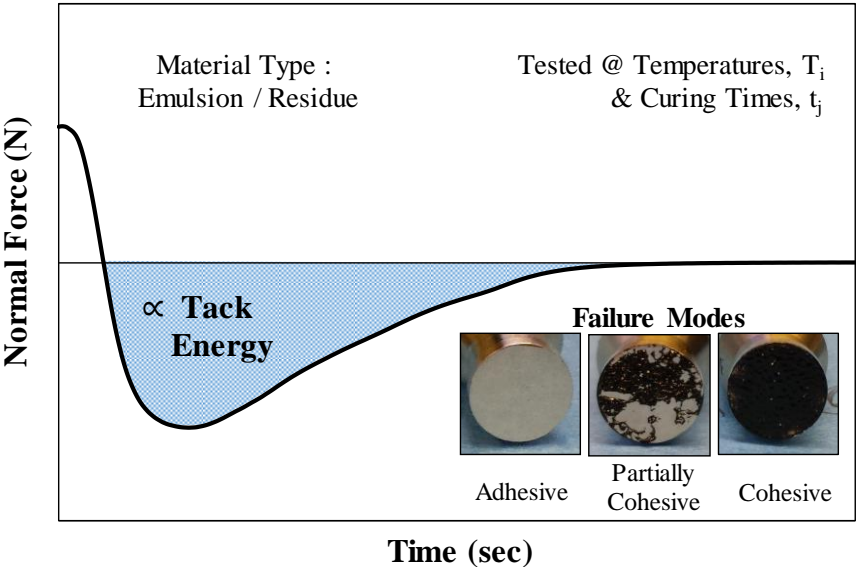 Material Type :
Emulsion / Residue
Tested @ Temperatures, Tᵢ
& Curing Times, tⱼ
Normal Force (N)
∝ Tack
Energy
Failure Modes
Adhesive
Partially
Cohesive
Cohesive
Time (sec)